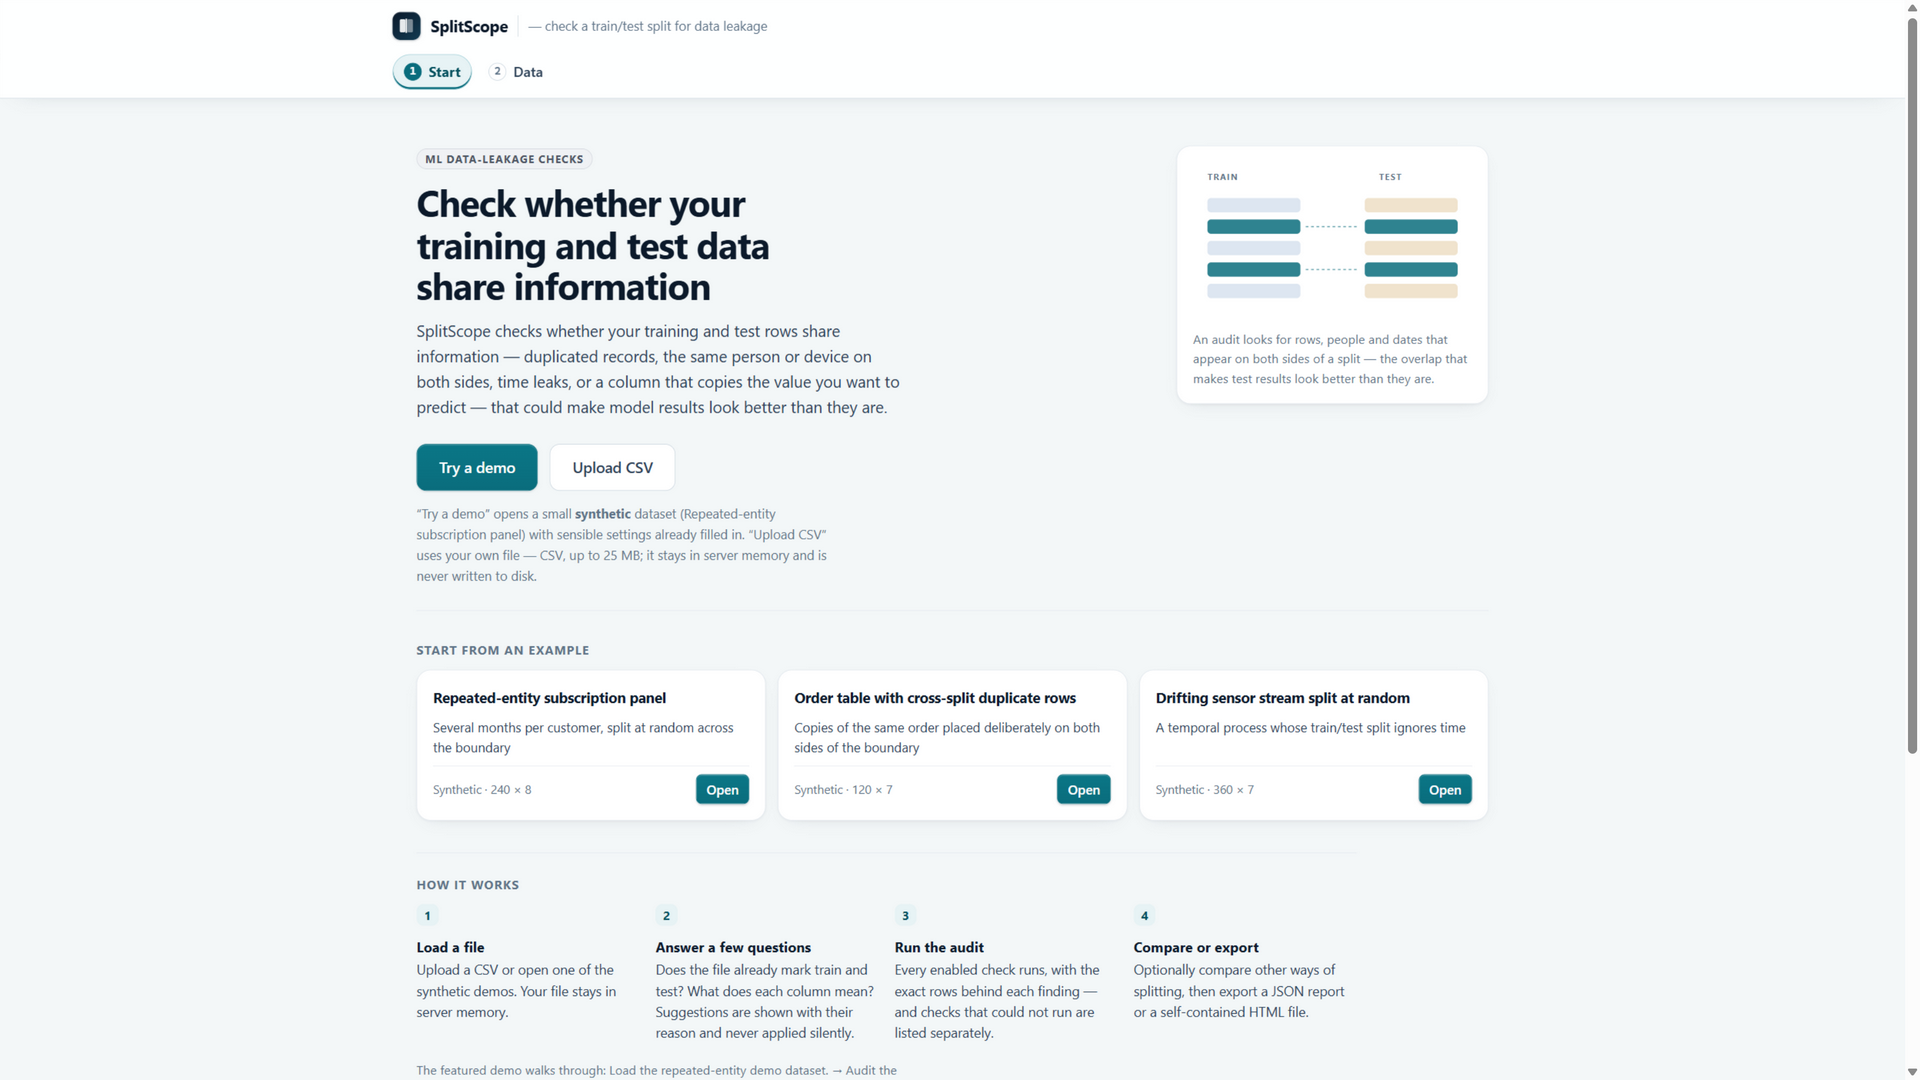 SplitScope
— check a train/test split for data leakage
1 Start
2 Data
ML DATA-LEAKAGE CHECKS
Check whether your
training and test data
share information
SplitScope checks whether your training and test rows share
information — duplicated records, the same person or device on
both sides, time leaks, or a column that copies the value you want to
predict — that could make model results look better than they are.
Try a demo
Upload CSV
“Try a demo” opens a small synthetic dataset (Repeated-entity
subscription panel) with sensible settings already filled in. “Upload CSV”
uses your own file — CSV, up to 25 MB; it stays in server memory and is
never written to disk.
TRAIN
TEST
An audit looks for rows, people and dates that
appear on both sides of a split — the overlap that
makes test results look better than they are.
START FROM AN EXAMPLE
Repeated-entity subscription panel
Several months per customer, split at random across
the boundary
Synthetic · 240 × 8
Open
Order table with cross-split duplicate rows
Copies of the same order placed deliberately on both
sides of the boundary
Synthetic · 120 × 7
Open
Drifting sensor stream split at random
A temporal process whose train/test split ignores time
Synthetic · 360 × 7
Open
HOW IT WORKS
1
Load a file
Upload a CSV or open one of the
synthetic demos. Your file stays in
server memory.
2
Answer a few questions
Does the file already mark train and
test? What does each column mean?
Suggestions are shown with their
reason and never applied silently.
3
Run the audit
Every enabled check runs, with the
exact rows behind each finding —
and checks that could not run are
listed separately.
4
Compare or export
Optionally compare other ways of
splitting, then export a JSON report
or a self-contained HTML file.
The featured demo walks through: Load the repeated-entity demo dataset. → Audit the